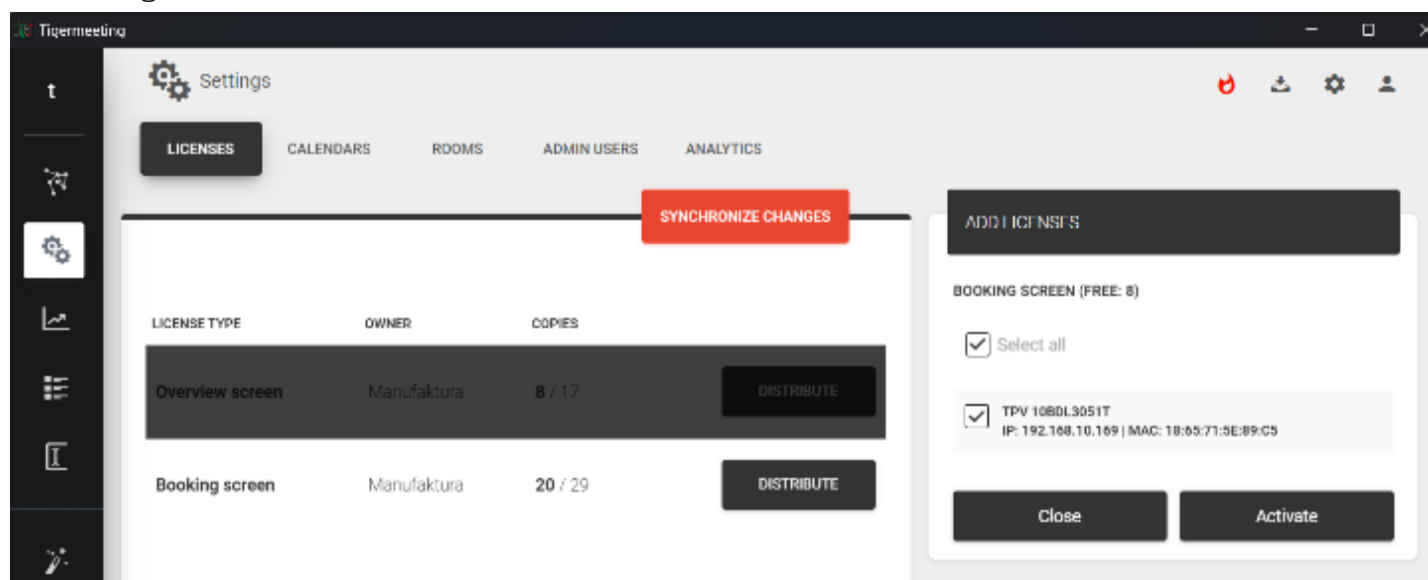 Tigermeeting
t
Settings
LICENSES CALENDARS ROOMS ADMIN USERS ANALYTICS
SYNCHRONIZE CHANGES
LICENSE TYPE OWNER COPIES
Overview screen Manufaktura 8 / 17 DISTRIBUTE
Booking screen Manufaktura 20 / 29 DISTRIBUTE
ADD LICENSES
BOOKING SCREEN (FREE: 8)
Select all
TPV 10BDL3051T
IP: 192.168.10.169 | MAC: 18:65:71:5E:89:C5
Close Activate